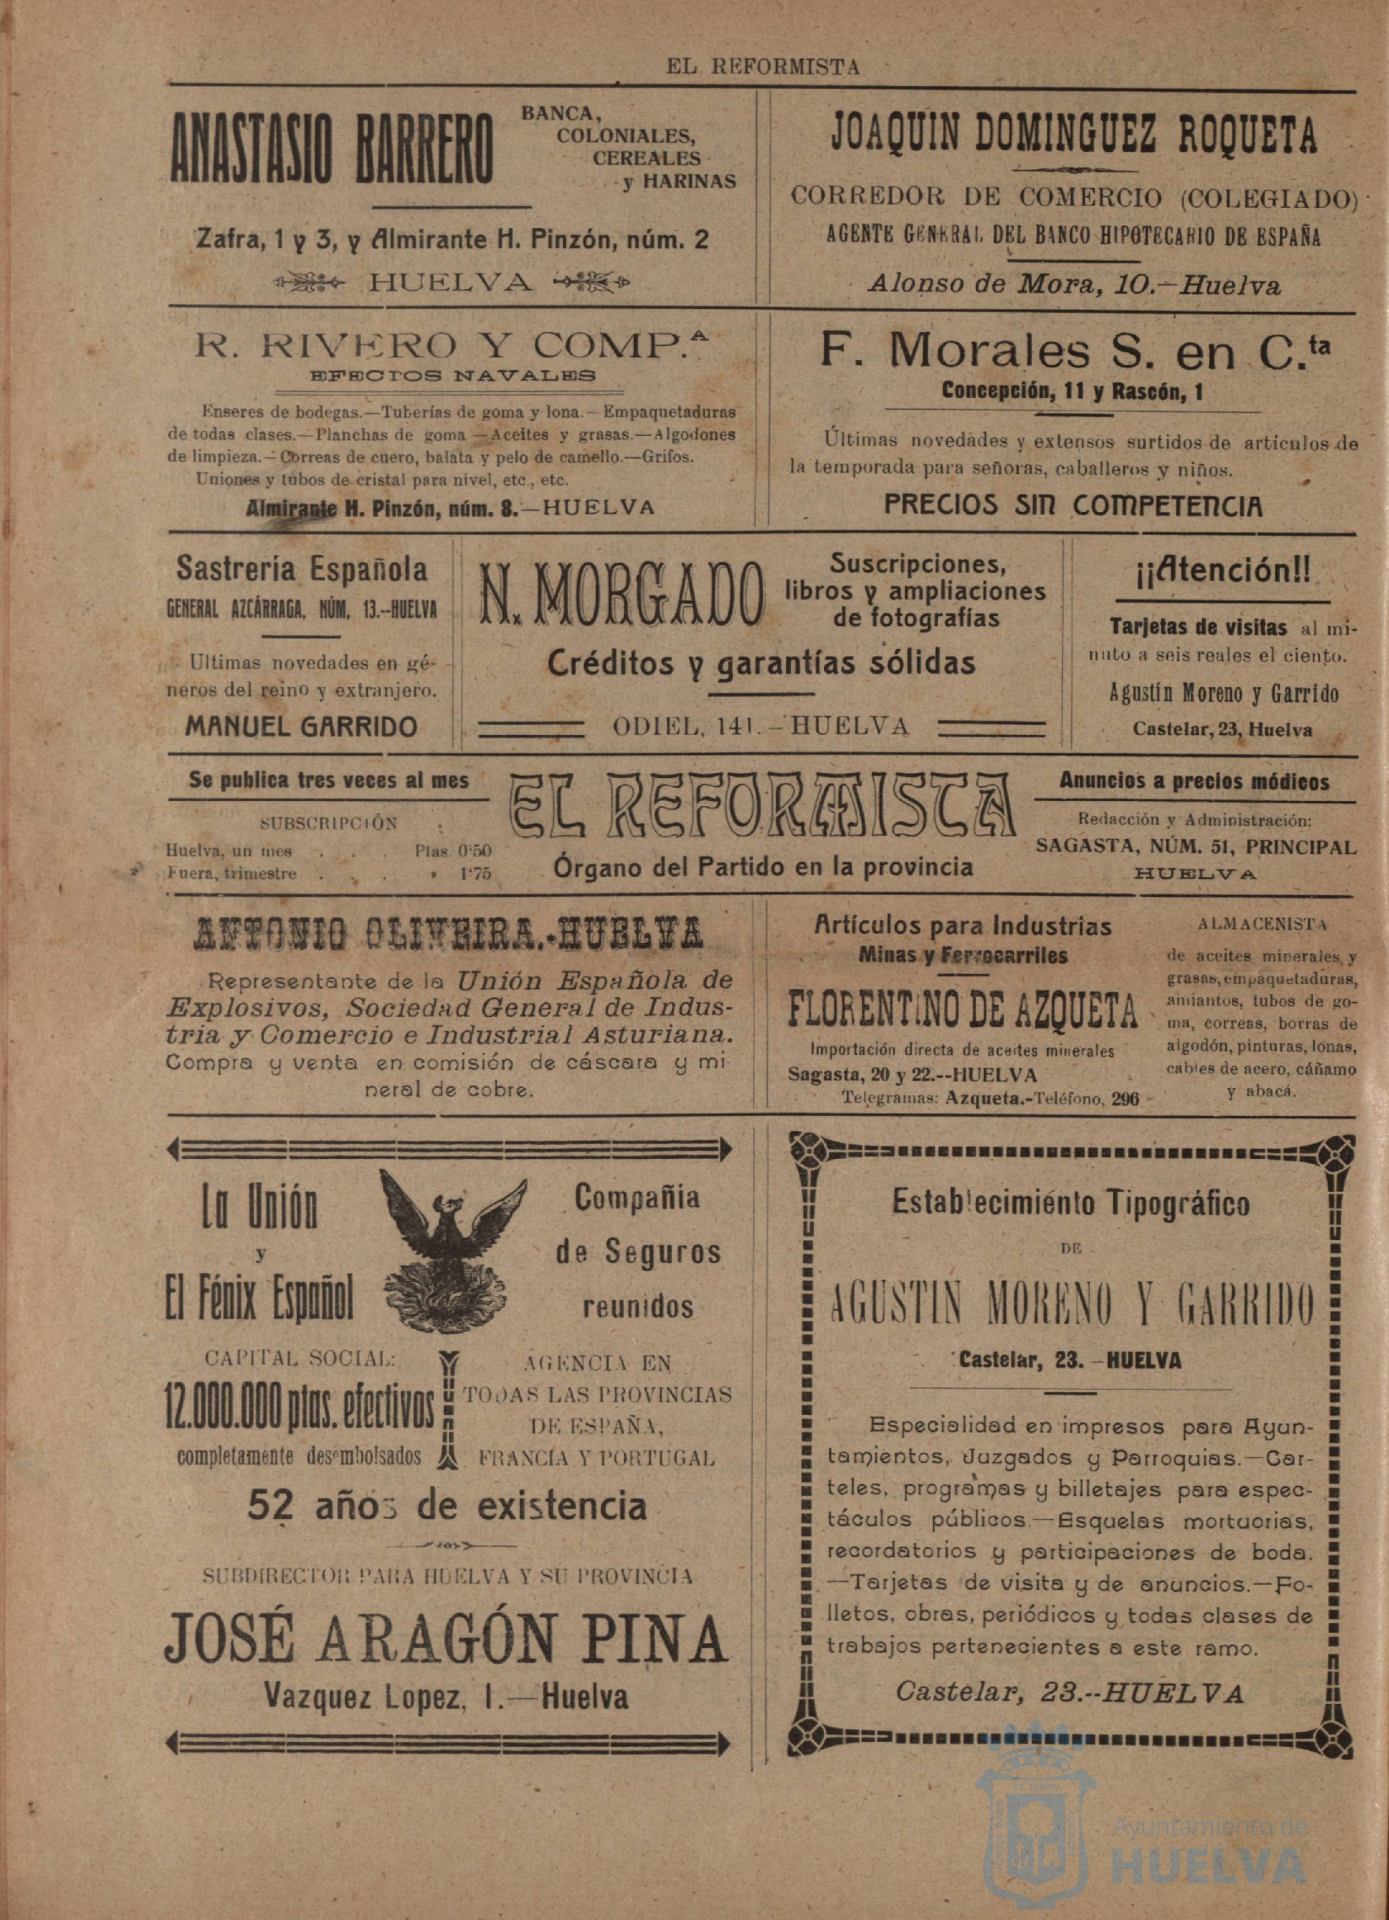 EL REFORMISTA
ANASTASIO BARRERO
BANCA,
COLONIALES,
CEREALES
y HARINAS
Zafra, 1 y 3, y Almirante H. Pinzón, núm. 2
HUELVA
JOAQUIN DOMINGUEZ ROQUETA
CORREDOR DE COMERCIO (COLEGIADO)
AGENTE GENERAL DEL BANCO HIPOTECARIO DE ESPAÑA
Alonso de Mora, 10.—Huelva
R. RIVERO Y COMP.ª
EFECTOS NAVALES
Enseres de bodegas.—Tuberías de goma y lona.—Empaquetaduras
de todas clases.—Planchas de goma—Aceites y grasas.—Algodones
de limpieza.—Correas de cuero, balata y pelo de camello.—Grifos.
Uniones y tubos de cristal para nivel, etc., etc.
Almirante H. Pinzón, núm. 8.—HUELVA
F. Morales S. en C.ta
Concepción, 11 y Rascón, 1
Últimas novedades y extensos surtidos de artículos de
la temporada para señoras, caballeros y niños.
PRECIOS SIN COMPETENCIA
Sastrería Española
GENERAL AZCÁRRAGA, NÚM. 13.--HUELVA
Ultimas novedades en gé-
neros del reino y extranjero.
MANUEL GARRIDO
N. MORGADO
Suscripciones,
libros y ampliaciones
de fotografías
Créditos y garantías sólidas
ODIEL, 141.—HUELVA
¡¡Atención!!
Tarjetas de visitas al mi-
nuto a seis reales el ciento.
Agustín Moreno y Garrido
Castelar, 23, Huelva
Se publica tres veces al mes
SUBSCRIPCIÓN
Huelva, un mes . . . Ptas. 0'50
Fuera, trimestre . . . » 1'75
EL REFORMISTA
Órgano del Partido en la provincia
Anuncios a precios módicos
Redacción y Administración:
SAGASTA, NÚM. 51, PRINCIPAL
HUELVA
ANTONIO OLIVEIRA.-HUELVA
Representante de la Unión Española de
Explosivos, Sociedad General de Indus-
tria y Comercio e Industrial Asturiana.
Compra y venta en comisión de cáscara y mi-
neral de cobre.
Artículos para Industrias
Minas y Ferrocarriles
FLORENTINO DE AZQUETA
Importación directa de aceites minerales
Sagasta, 20 y 22.--HUELVA
Telegramas: Azqueta.-Teléfono, 296
ALMACENISTA
de aceites minerales, y
grasas, empaquetaduras,
amiantos, tubos de go-
ma, correas, borras de
algodón, pinturas, lonas,
cables de acero, cáñamo
y abacá.
La Unión
y
El Fénix Español
Compañía
de Seguros
reunidos
CAPITAL SOCIAL:
12.000.000 ptas. efectivos
completamente desembolsados
AGENCIA EN
TODAS LAS PROVINCIAS
DE ESPAÑA,
FRANCIA Y PORTUGAL
52 años de existencia
SUBDIRECTOR PARA HUELVA Y SU PROVINCIA
JOSÉ ARAGÓN PINA
Vazquez Lopez, 1.—Huelva
Establecimiento Tipográfico
DE
AGUSTIN MORENO Y GARRIDO
Castelar, 23.—HUELVA
Especialidad en impresos para Ayun-
tamientos, Juzgados y Parroquias.—Car-
teles, programas y billetajes para espec-
táculos públicos.—Esquelas mortuorias,
recordatorios y participaciones de boda.
—Tarjetas de visita y de anuncios.—Fo-
lletos, obras, periódicos y todas clases de
trabajos pertenecientes a este ramo.
Castelar, 23.--HUELVA
Ayuntamiento de
HUELVA